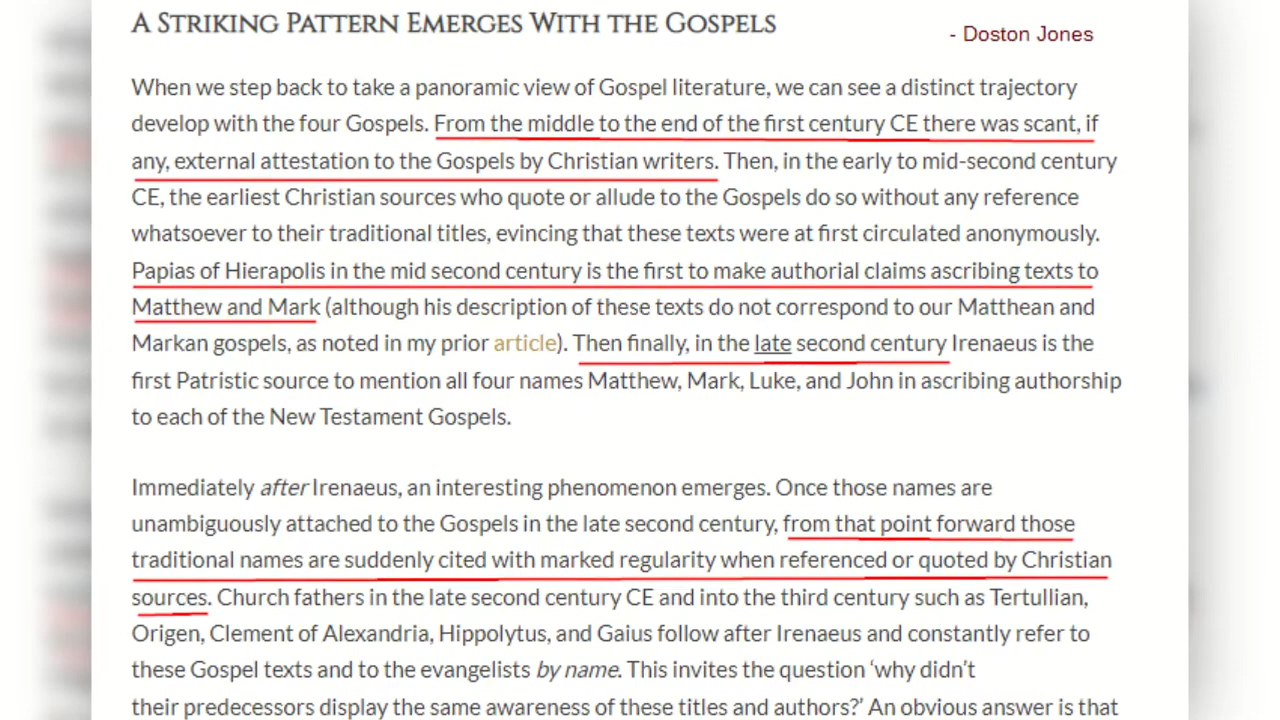 A Striking Pattern Emerges With the Gospels
- Doston Jones
When we step back to take a panoramic view of Gospel literature, we can see a distinct trajectory
develop with the four Gospels. From the middle to the end of the first century CE there was scant, if
any, external attestation to the Gospels by Christian writers. Then, in the early to mid-second century
CE, the earliest Christian sources who quote or allude to the Gospels do so without any reference
whatsoever to their traditional titles, evincing that these texts were at first circulated anonymously.
Papias of Hierapolis in the mid second century is the first to make authorial claims ascribing texts to
Matthew and Mark (although his description of these texts do not correspond to our Matthean and
Markan gospels, as noted in my prior article). Then finally, in the late second century Irenaeus is the
first Patristic source to mention all four names Matthew, Mark, Luke, and John in ascribing authorship
to each of the New Testament Gospels.
Immediately after Irenaeus, an interesting phenomenon emerges. Once those names are
unambiguously attached to the Gospels in the late second century, from that point forward those
traditional names are suddenly cited with marked regularity when referenced or quoted by Christian
sources. Church fathers in the late second century CE and into the third century such as Tertullian,
Origen, Clement of Alexandria, Hippolytus, and Gaius follow after Irenaeus and constantly refer to
these Gospel texts and to the evangelists by name. This invites the question ‘why didn’t
their predecessors display the same awareness of these titles and authors?’ An obvious answer is that